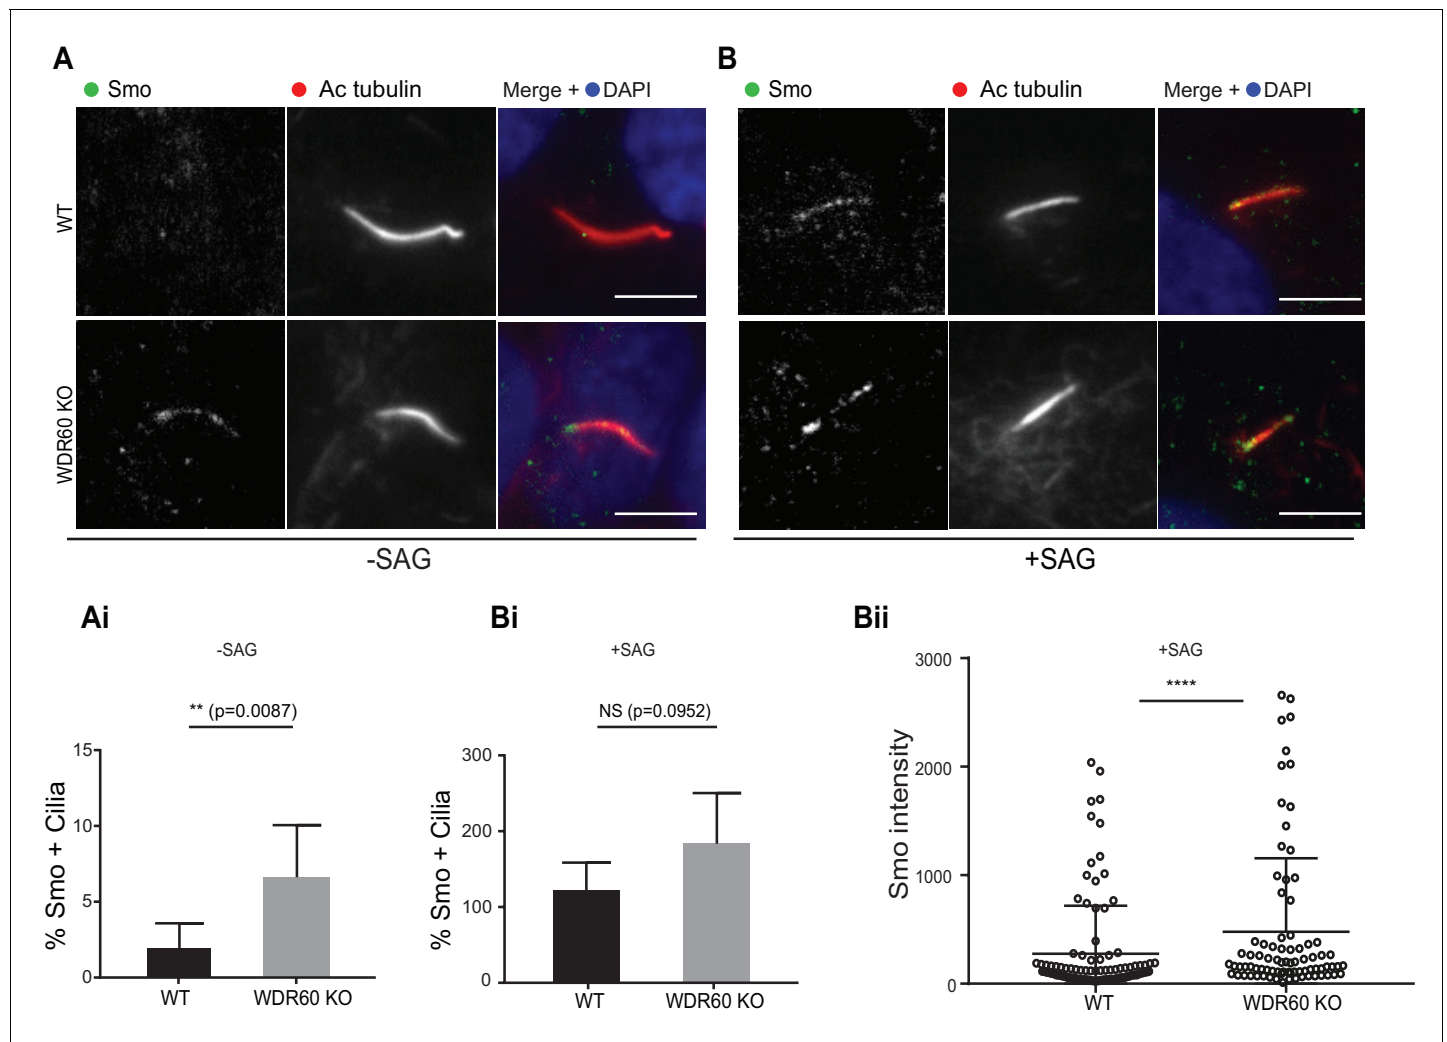 A
B
Smo
Ac tubulin
Merge + DAPI
Smo
Ac tubulin
Merge + DAPI
WT
WDR60 KO
-SAG
+SAG
Ai
Bi
Bii
-SAG
** (p=0.0087)
% Smo + Cilia
15
10
5
0
WT
WDR60 KO
+SAG
NS (p=0.0952)
% Smo + Cilia
300
200
100
0
WT
WDR60 KO
+SAG
****
Smo intensity
3000
2000
1000
0
WT
WDR60 KO